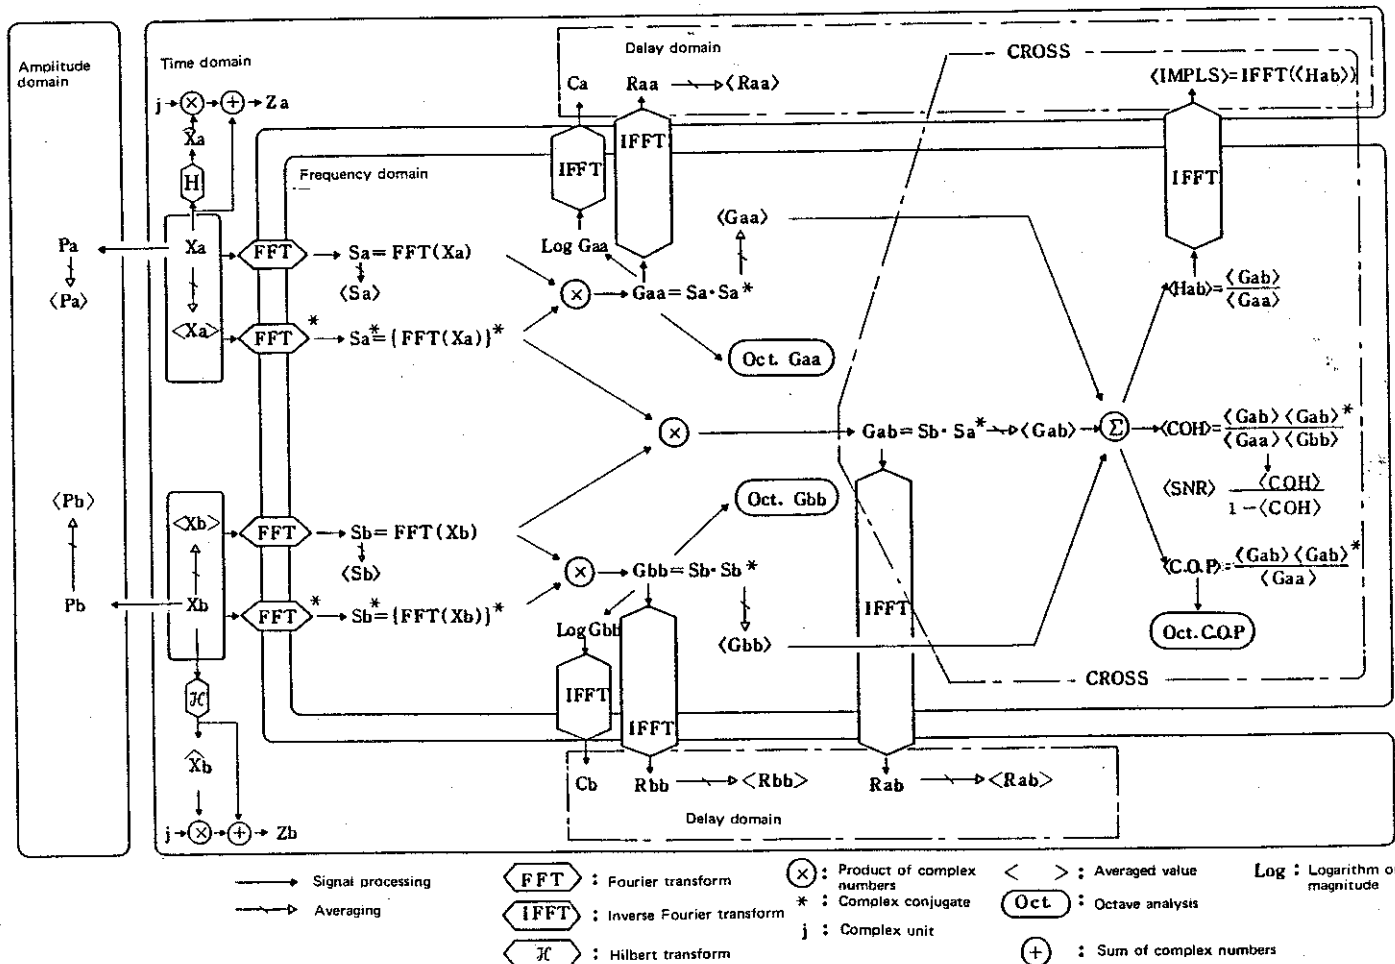 Amplitude
domain
Time domain
Delay domain
CROSS
Ca
Raa
<Raa>
<IMPLS>=IFFT(<Hab>)
j
×
+
Za
X̂a
H
IFFT
IFFT
IFFT
Frequency domain
Pa
<Pa>
Xa
<Xa>
FFT
Sa=FFT(Xa)
<Sa>
FFT
*
Sa*={FFT(Xa)}*
Log Gaa
<Gaa>
×
Gaa=Sa·Sa*
Oct. Gaa
<Hab>=<Gab>/<Gaa>
×
Gab=Sb·Sa*
<Gab>
Σ
<COH>=<Gab><Gab>*/<Gaa><Gbb>
<SNR> <COH>/1-<COH>
<C.O.P>=<Gab><Gab>*/<Gaa>
Oct. C.O.P
<Pb>
Pb
<Xb>
Xb
FFT
Sb=FFT(Xb)
<Sb>
FFT
*
Sb*={FFT(Xb)}*
Oct. Gbb
×
Gbb=Sb·Sb*
Log Gbb
<Gbb>
IFFT
IFFT
IFFT
CROSS
ℋ
X̂b
j
×
+
Zb
Cb
Rbb
<Rbb>
Rab
<Rab>
Delay domain
Signal processing
Averaging
FFT : Fourier transform
IFFT : Inverse Fourier transform
ℋ : Hilbert transform
× : Product of complex
numbers
* : Complex conjugate
j : Complex unit
< > : Averaged value
Oct : Octave analysis
+ : Sum of complex numbers
Log : Logarithm o
magnitude